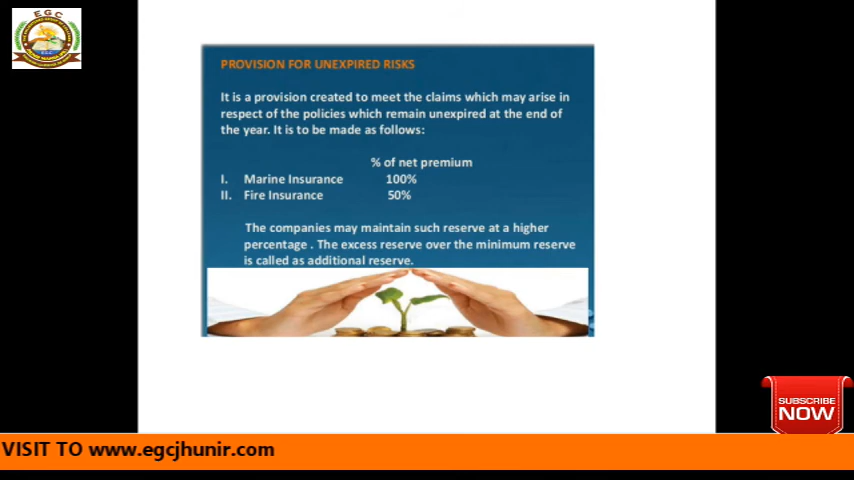 EGC
PROVISION FOR UNEXPIRED RISKS
It is a provision created to meet the claims which may arise in
respect of the policies which remain unexpired at the end of
the year. It is to be made as follows:
% of net premium
I. Marine Insurance 100%
II. Fire Insurance 50%
The companies may maintain such reserve at a higher
percentage . The excess reserve over the minimum reserve
is called as additional reserve.
SUBSCRIBE
NOW
VISIT TO www.egcjhunir.com